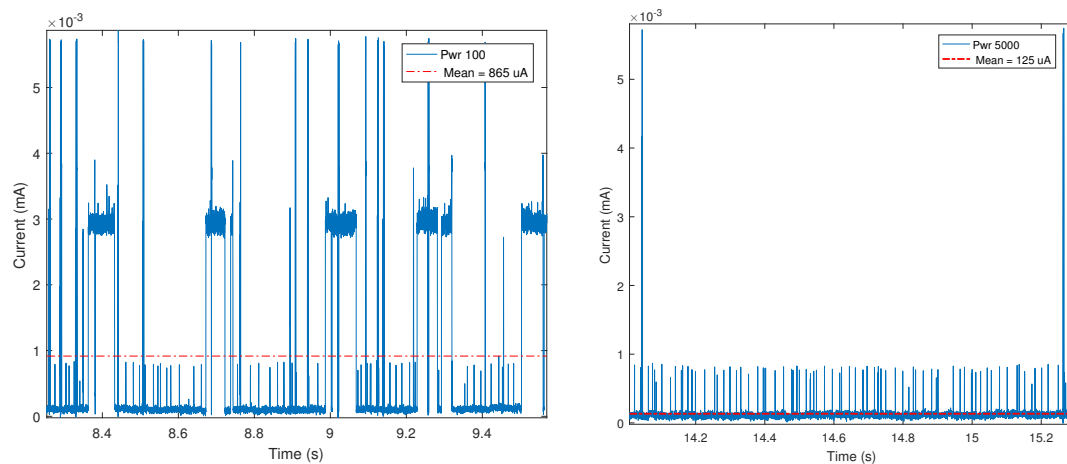 ×10⁻³
5
4
3
2
1
0
Current (mA)
8.4 8.6 8.8 9 9.2 9.4
Time (s)
Pwr 100
Mean = 865 uA
×10⁻³
5
4
3
2
1
0
Current (mA)
14.2 14.4 14.6 14.8 15 15.2
Time (s)
Pwr 5000
Mean = 125 uA